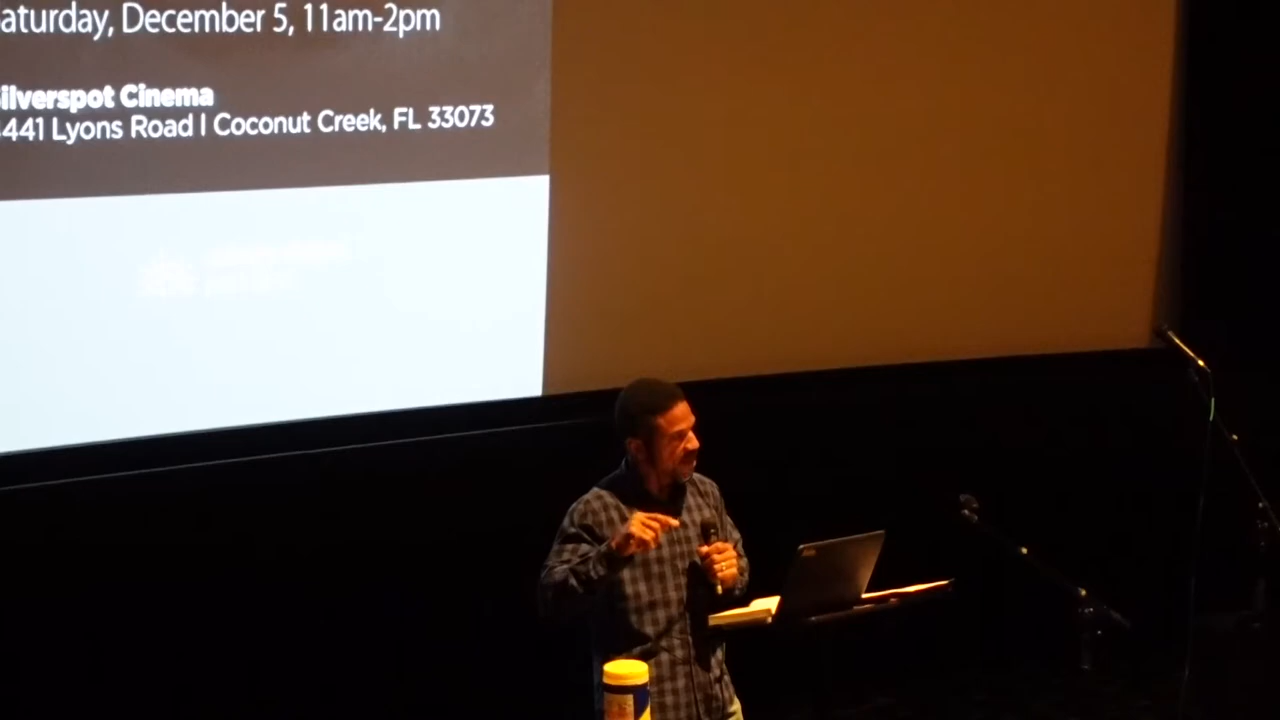 aturday, December 5, 11am-2pm
ilverspot Cinema
441 Lyons Road | Coconut Creek, FL 33073